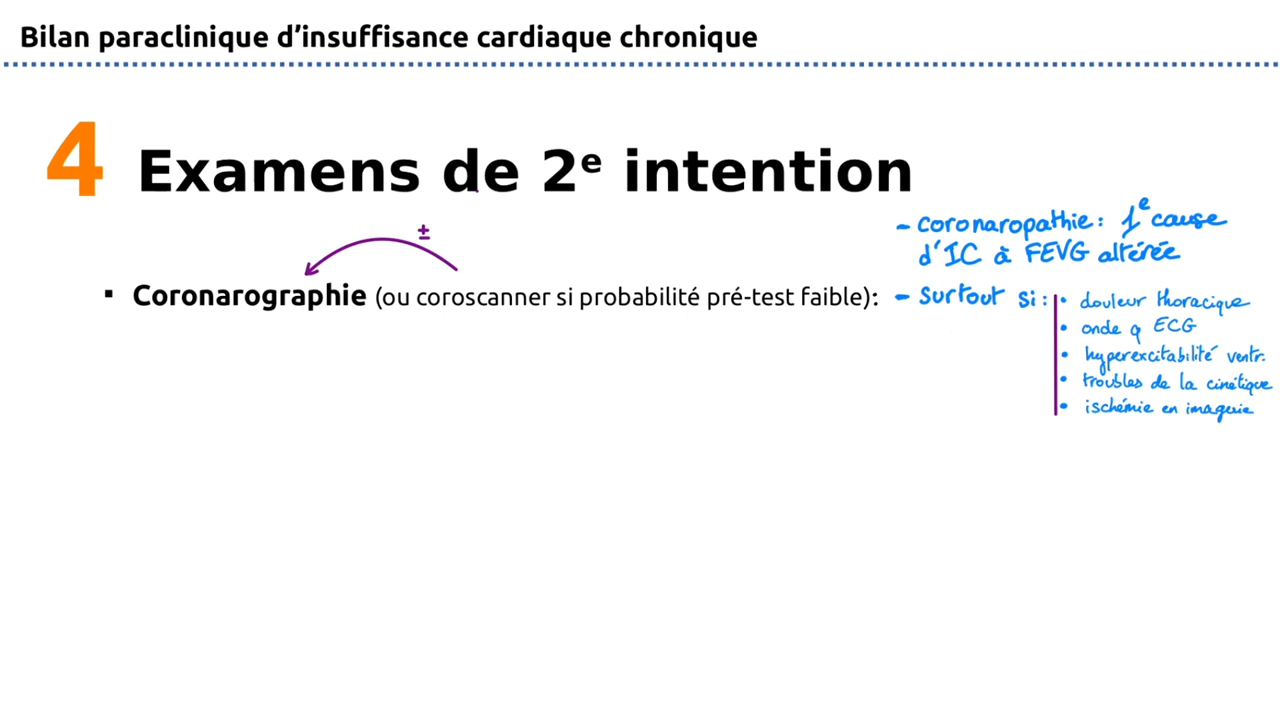 Bilan paraclinique d’insuffisance cardiaque chronique
4 Examens de 2e intention
±
- coronaropathie : 1e cause
d'IC à FEVG altérée
▪ Coronarographie (ou coroscanner si probabilité pré-test faible):
- Surtout si :
• douleur thoracique
• onde q ECG
• hyperexcitabilité ventr.
• troubles de la cinétique
• ischémie en imagerie